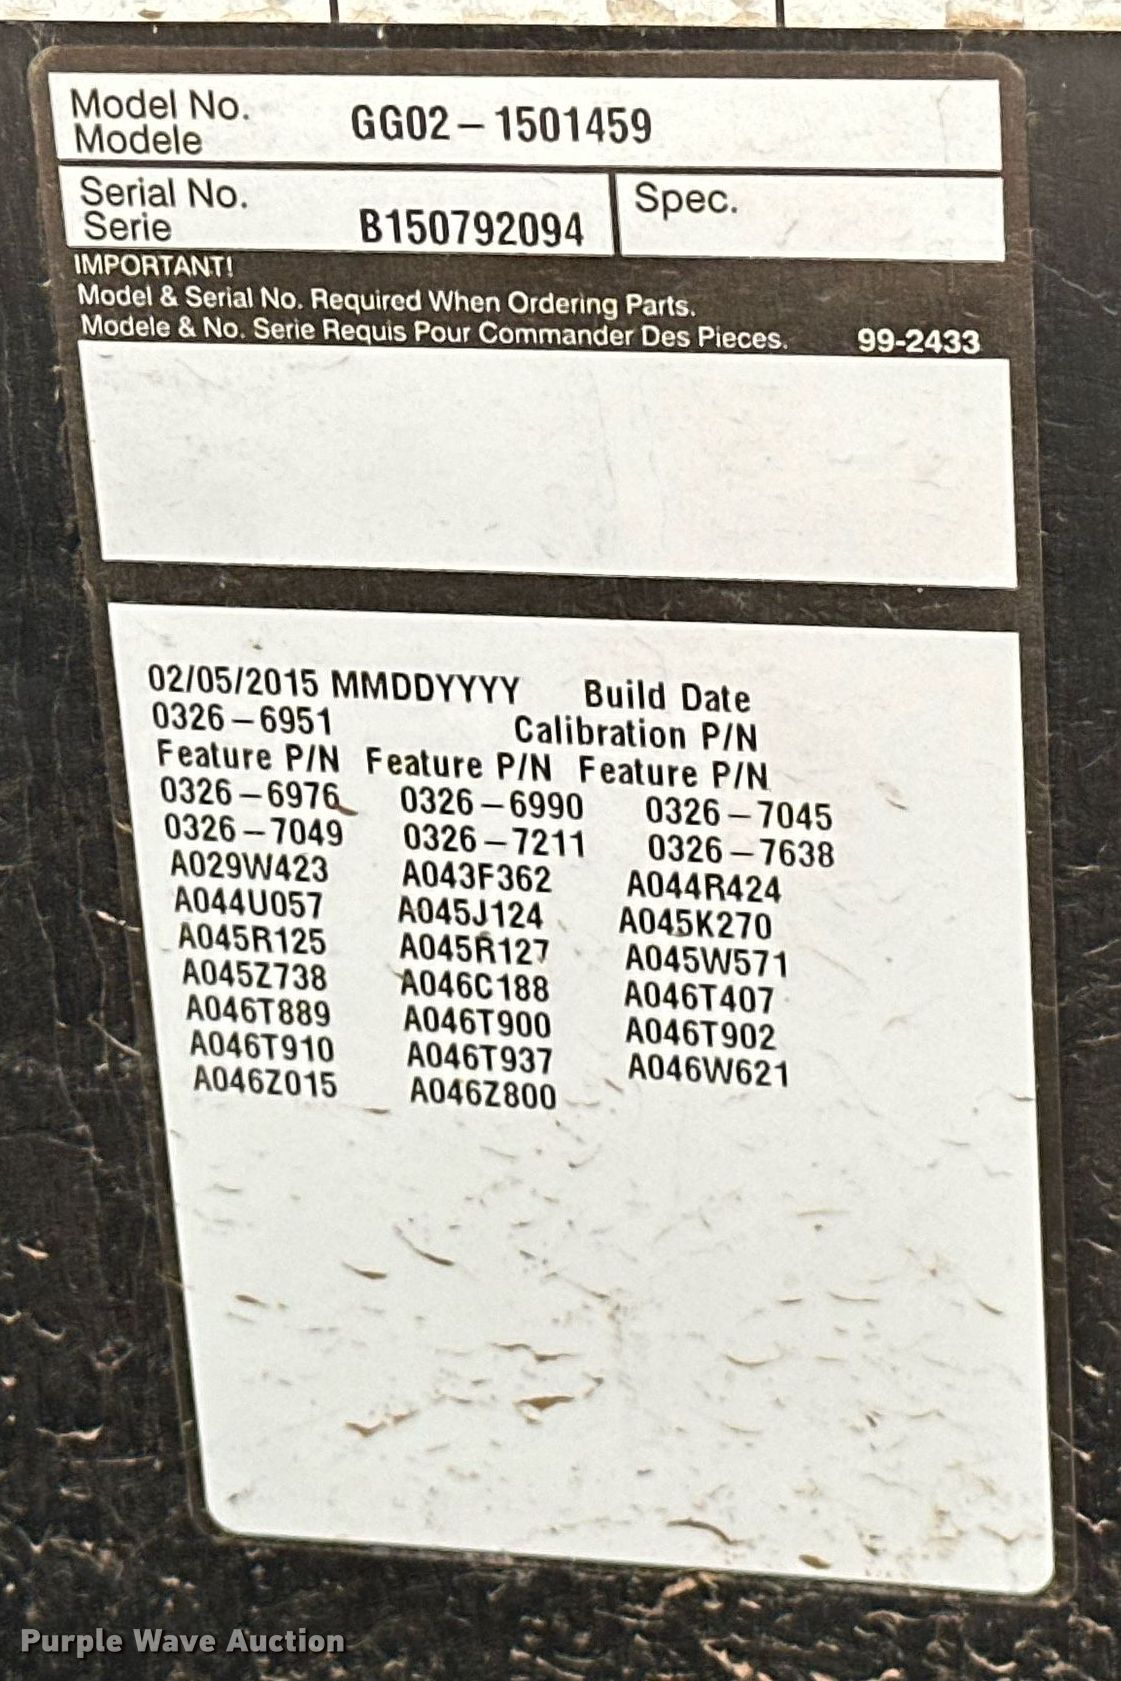 Model No.
Modele
GG02-1501459
Serial No.
Serie
B150792094
Spec.
IMPORTANT!
Model & Serial No. Required When Ordering Parts.
Modele & No. Serie Requis Pour Commander Des Pieces. 99-2433
02/05/2015 MMDDYYYY Build Date
0326-6951 Calibration P/N
Feature P/N Feature P/N Feature P/N
0326-6976 0326-6990 0326-7045
0326-7049 0326-7211 0326-7638
A029W423 A043F362 A044R424
A044U057 A045J124 A045K270
A045R125 A045R127 A045W571
A045Z738 A046C188 A046T407
A046T889 A046T900 A046T902
A046T910 A046T937 A046W621
A046Z015 A046Z800
Purple Wave Auction